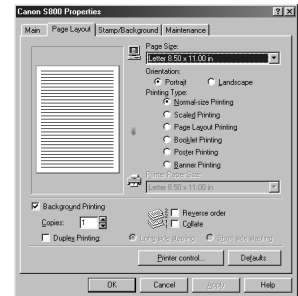 Canon S800 Properties
Main Page Layout Stamp/Background Maintenance
Page Size:
Letter 8.50 x 11.00 in
Orientation:
Portrait Landscape
Printing Type:
Normal-size Printing
Scaled Printing
Page Layout Printing
Booklet Printing
Poster Printing
Banner Printing
Printer Paper Size:
Letter 8.50 x 11.00 in
Background Printing
Copies: 1
Reverse order
Collate
Duplex Printing:
Long-side stapling Short-side stapling
Printer control... Defaults
OK Cancel Apply Help